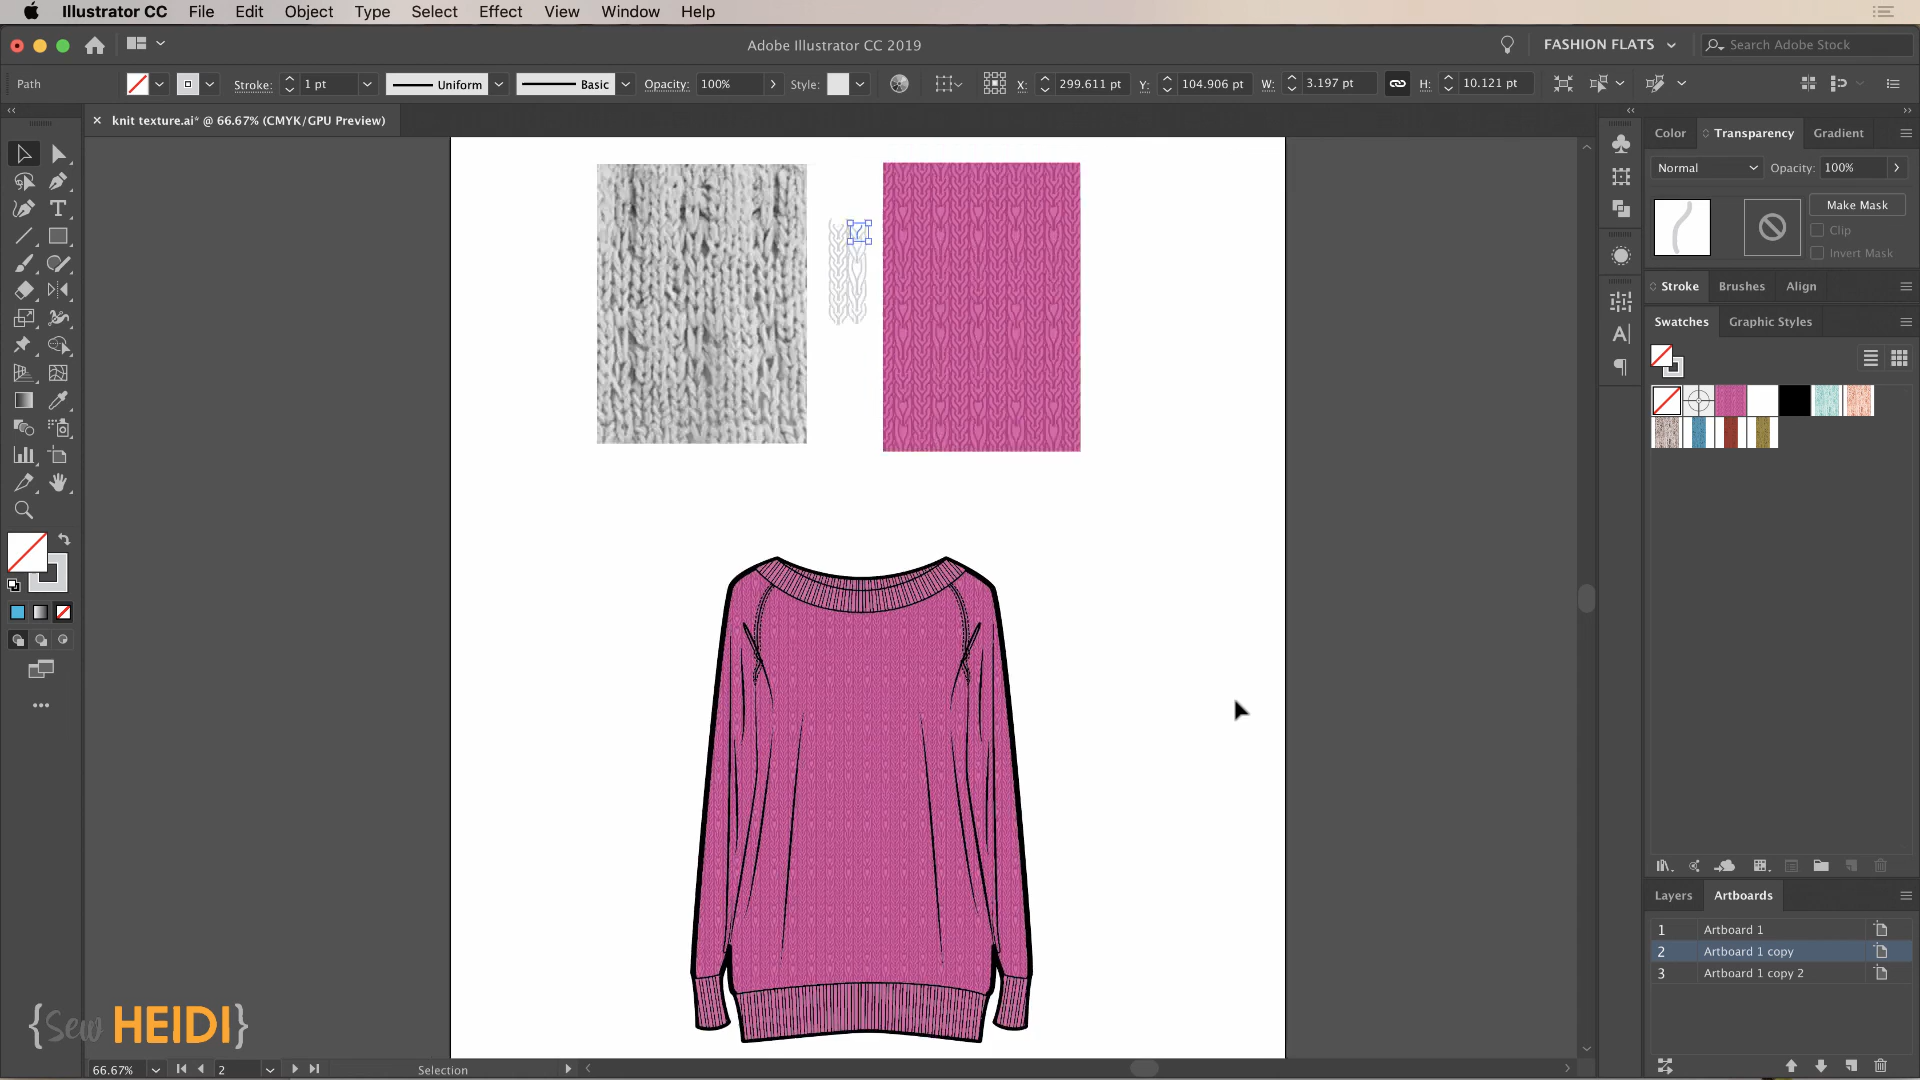 Illustrator CC File Edit Object Type Select Effect View Window Help
Adobe Illustrator CC 2019
FASHION FLATS
Search Adobe Stock
Path
Stroke: 1 pt
Uniform
Basic
Opacity: 100%
Style:
X: 299.611 pt
Y: 104.906 pt
W: 3.197 pt
H: 10.121 pt
× knit texture.ai* @ 66.67% (CMYK/GPU Preview)
Color Transparency Gradient
Normal
Opacity: 100%
Make Mask
Clip
Invert Mask
Stroke Brushes Align
Swatches Graphic Styles
Layers Artboards
1 Artboard 1
2 Artboard 1 copy
3 Artboard 1 copy 2
{Sew HEIDI}
66.67%
2
Selection